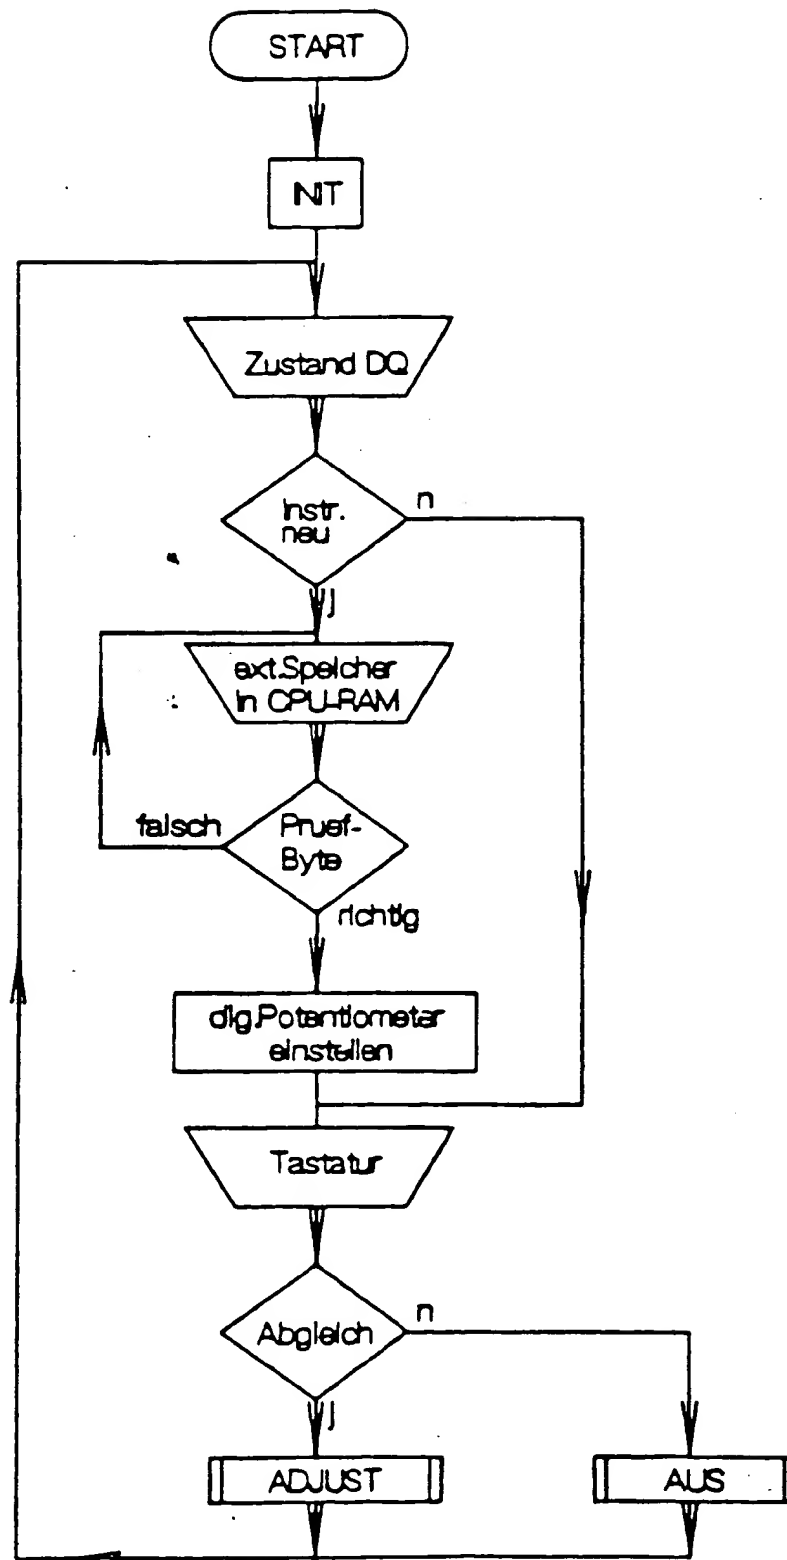 START
INIT
Zustand DQ
Instr.
neu
n
j
ext.Speicher
in CPU-RAM
falsch
Pruef-
Byte
richtig
dig.Potentiometer
einstellen
Tastatur
Abgleich
n
j
ADJUST
AUS